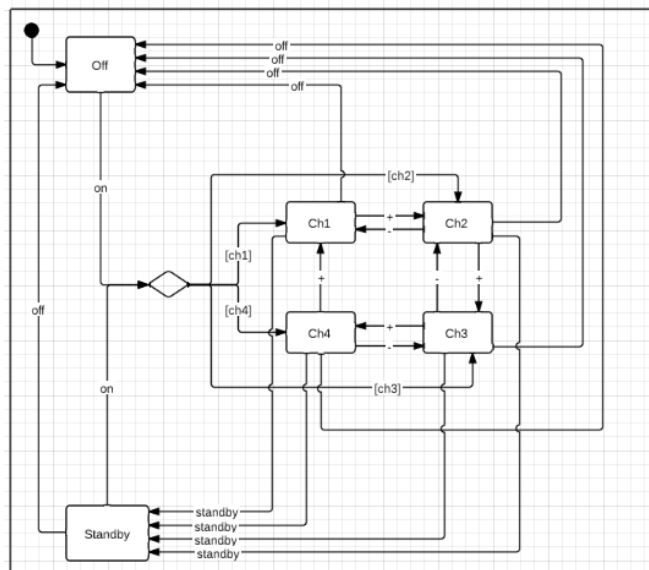 off
Off
off
off
off
on
[ch2]
Ch1
+
Ch2
-
[ch1]
+
-
+
[ch4]
off
Ch4
+
Ch3
-
on
[ch3]
standby
standby
Standby
standby
standby